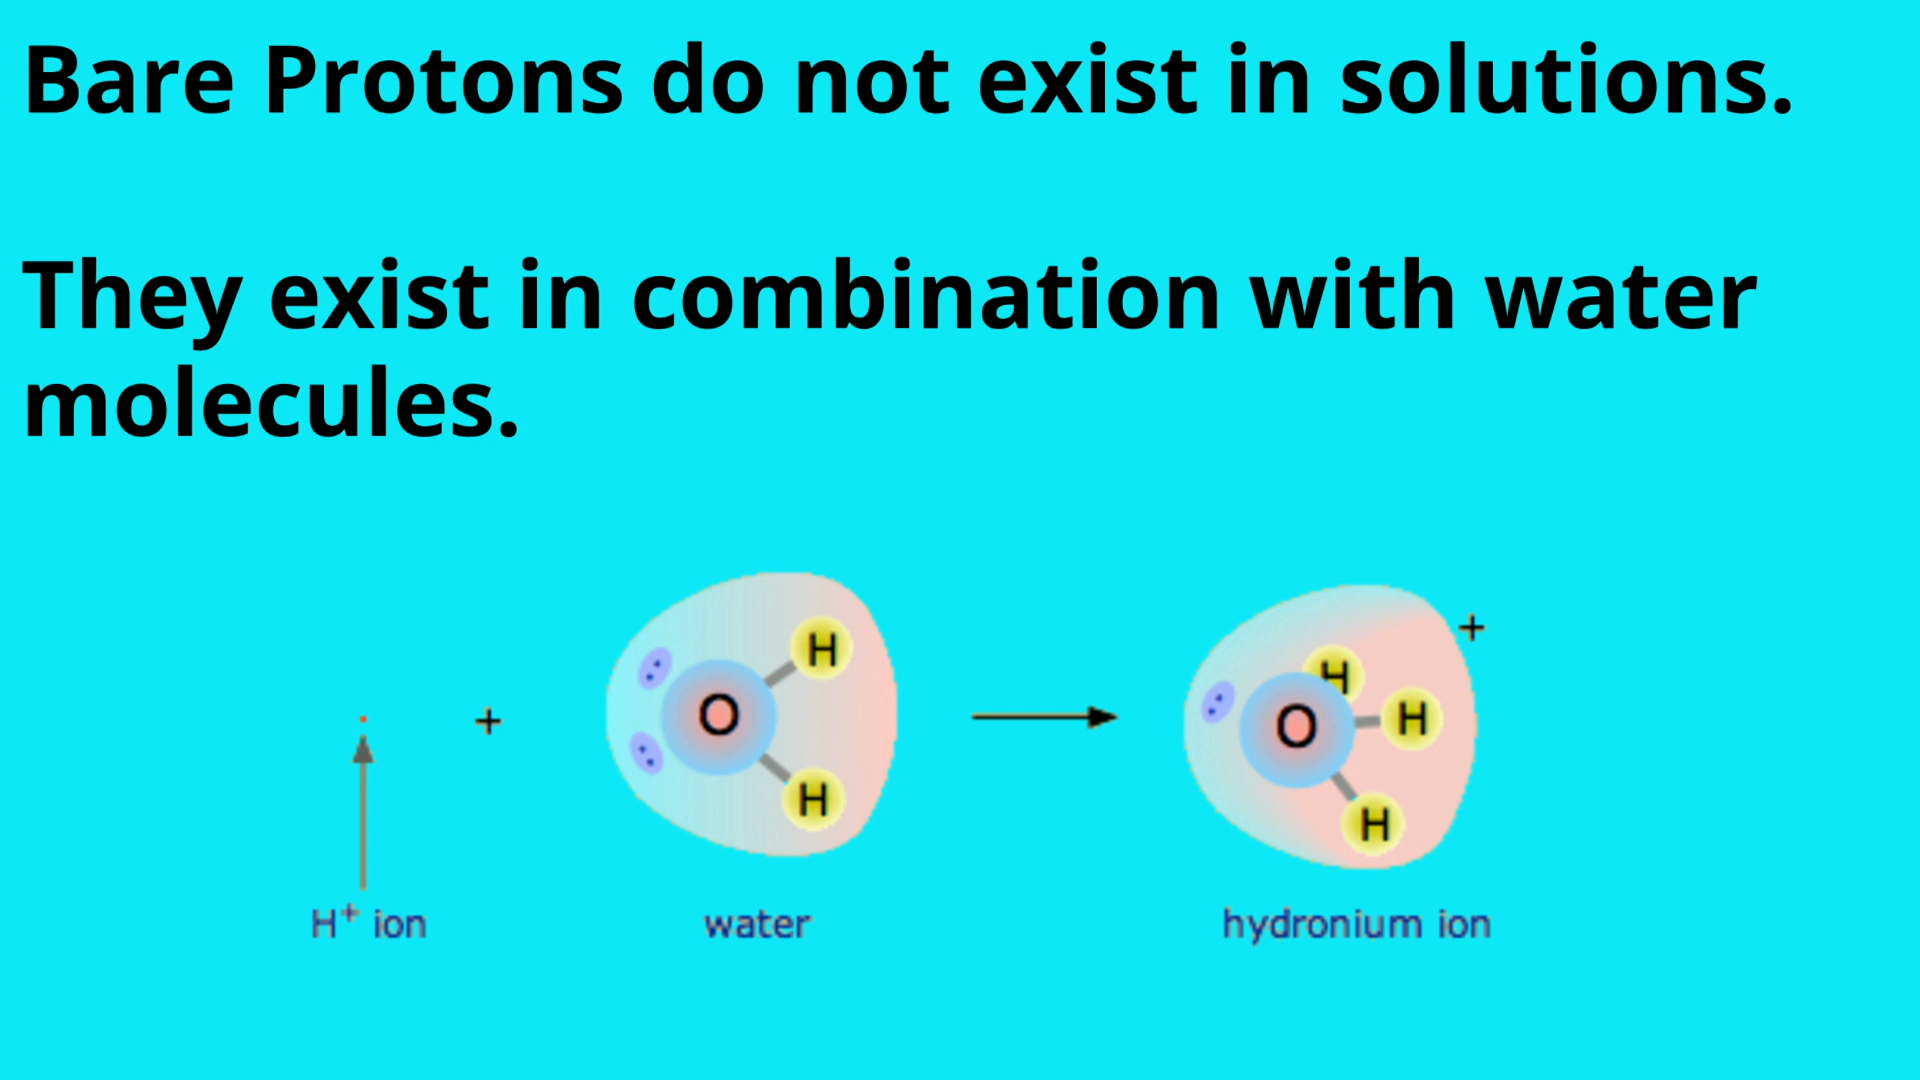 Bare Protons do not exist in solutions.
They exist in combination with water
molecules.
H
O
H
+
+
H
O
H
H
H⁺ ion
water
hydronium ion